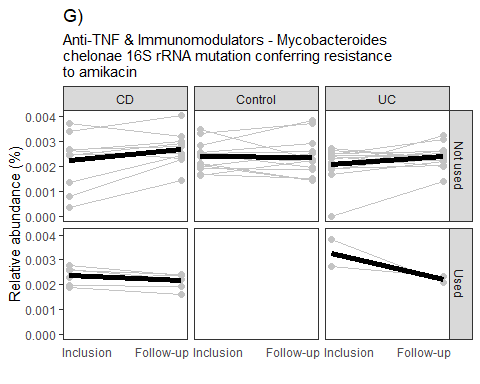 G)
Anti-TNF & Immunomodulators - Mycobacteroides
chelonae 16S rRNA mutation conferring resistance
to amikacin
CD Control UC
0.004
0.003
0.002
0.001
0.000
Not used
0.004
0.003
0.002
0.001
0.000
Used
Relative abundance (%)
Inclusion Follow-up Inclusion Follow-up Inclusion Follow-up